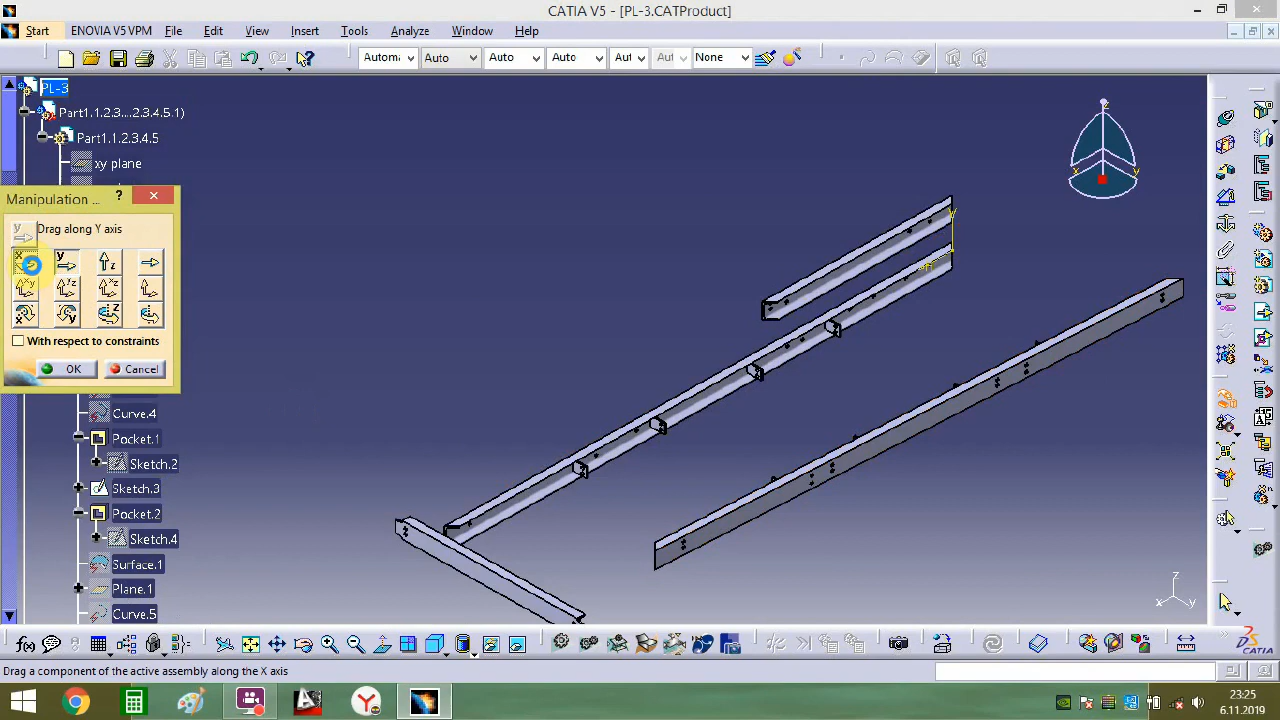 CATIA V5 - [PL-3.CATProduct]
Start ENOVIA V5 VPM File Edit View Insert Tools Analyze Window Help
Automa Auto Auto Auto Aut Aut None
PL-3
Part1.1.2.3....2.3.4.5.1)
Part1.1.2.3.4.5
xy plane
Manipulation ... ?
Drag along Y axis
With respect to constraints
OK Cancel
Curve.4
Pocket.1
Sketch.2
Sketch.3
Pocket.2
Sketch.4
Surface.1
Plane.1
Curve.5
z
x y
y
H
z
x y
Drag a component of the active assembly along the X axis
CATIA
23:25
6.11.2019